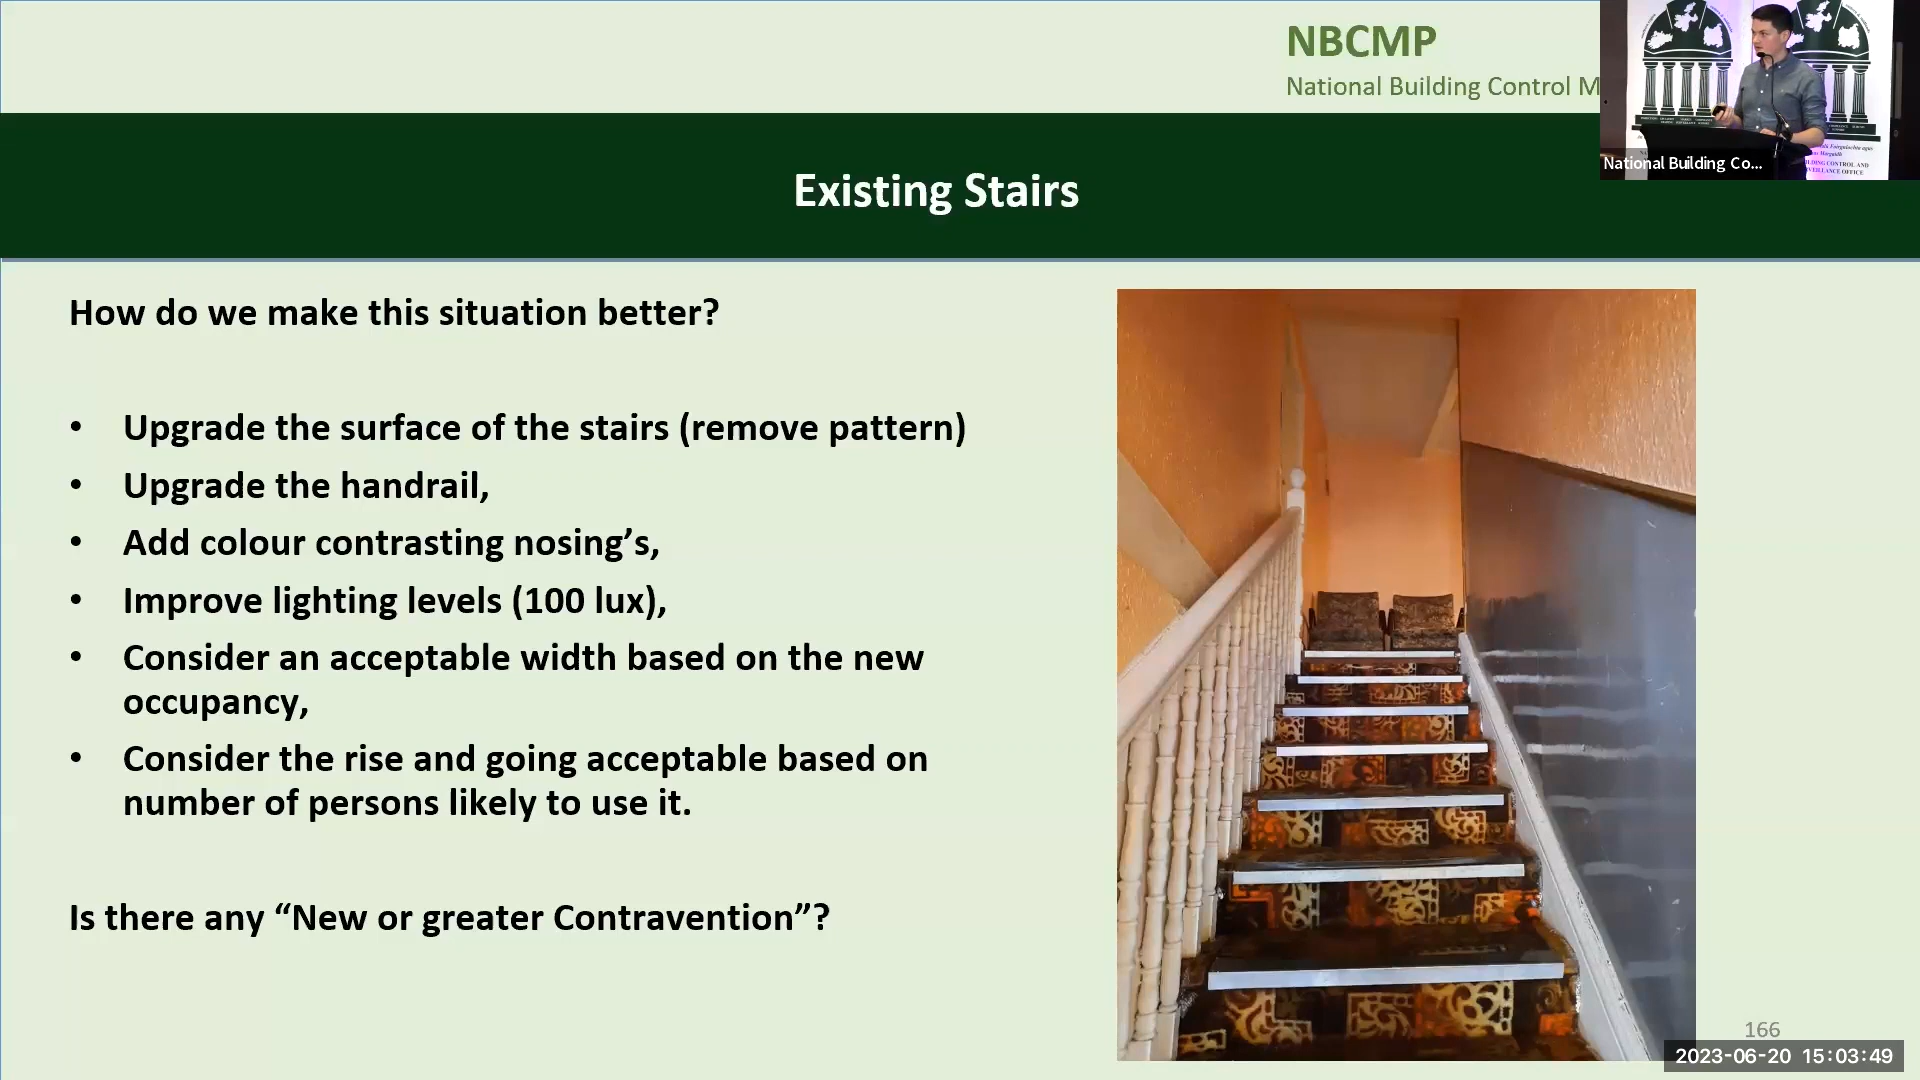 NBCMP
National Building Control M
National Building Co...
Existing Stairs
How do we make this situation better?
• Upgrade the surface of the stairs (remove pattern)
• Upgrade the handrail,
• Add colour contrasting nosing’s,
• Improve lighting levels (100 lux),
• Consider an acceptable width based on the new
occupancy,
• Consider the rise and going acceptable based on
number of persons likely to use it.
Is there any “New or greater Contravention”?
166
2023-06-20 15:03:49